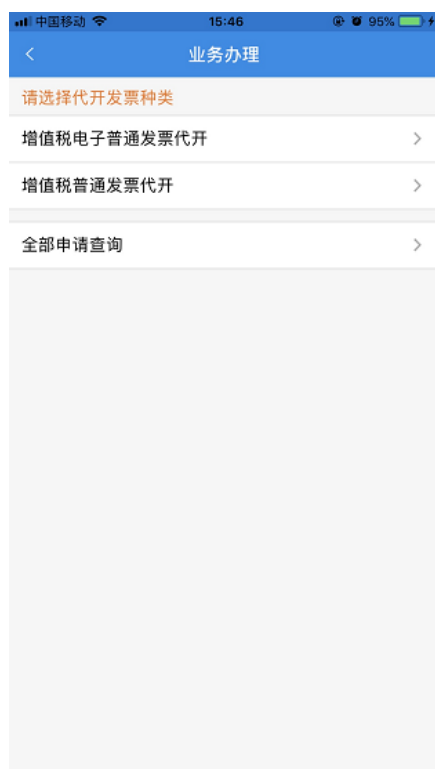 中国移动 15:46 95%
业务办理
请选择代开发票种类
增值税电子普通发票代开
增值税普通发票代开
全部申请查询